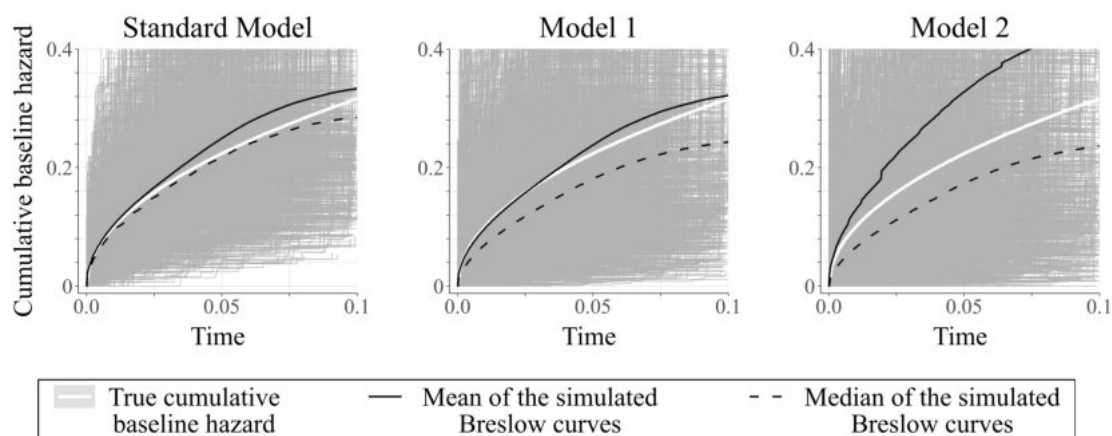 Standard Model
Model 1
Model 2
Cumulative baseline hazard
0.4
0.2
0
0.0
0.05
0.1
Time
0.4
0.2
0
0.0
0.05
0.1
Time
0.4
0.2
0
0.0
0.05
0.1
Time
True cumulative
baseline hazard
Mean of the simulated
Breslow curves
Median of the simulated
Breslow curves